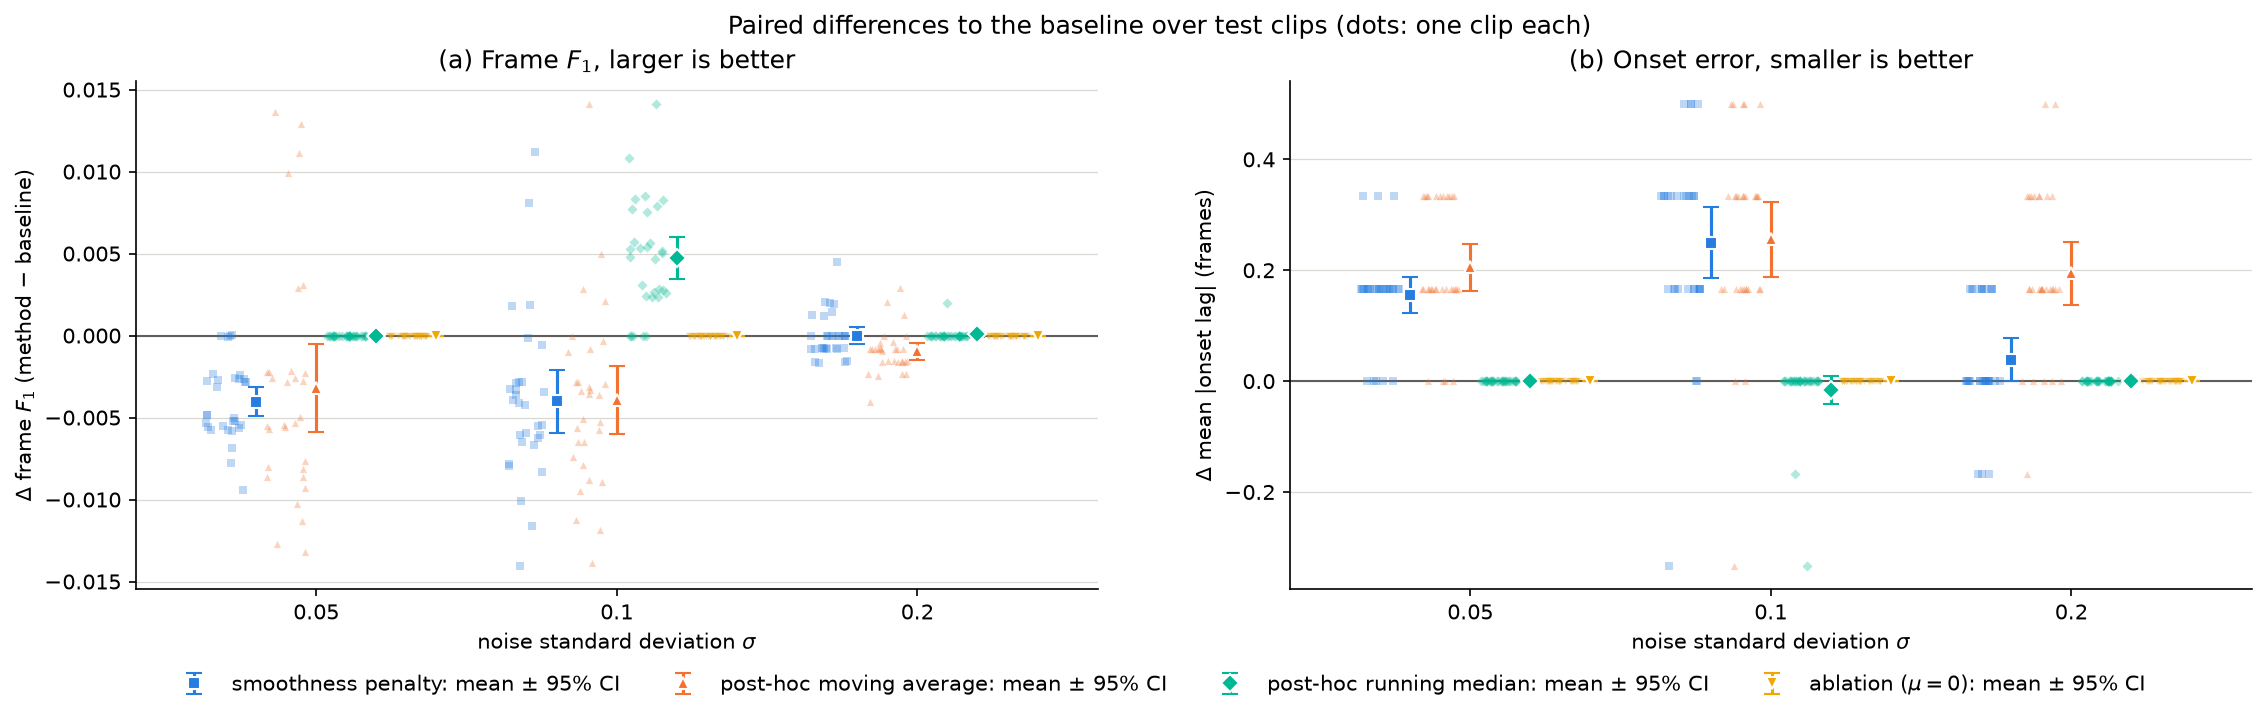 Paired differences to the baseline over test clips (dots: one clip each)
(a) Frame F₁, larger is better
Δ frame F₁ (method − baseline)
0.015
0.010
0.005
0.000
−0.005
−0.010
−0.015
0.05
0.1
0.2
noise standard deviation σ
(b) Onset error, smaller is better
Δ mean |onset lag| (frames)
0.4
0.2
0.0
−0.2
0.05
0.1
0.2
noise standard deviation σ
smoothness penalty: mean ± 95% CI
post-hoc moving average: mean ± 95% CI
post-hoc running median: mean ± 95% CI
ablation (μ = 0): mean ± 95% CI